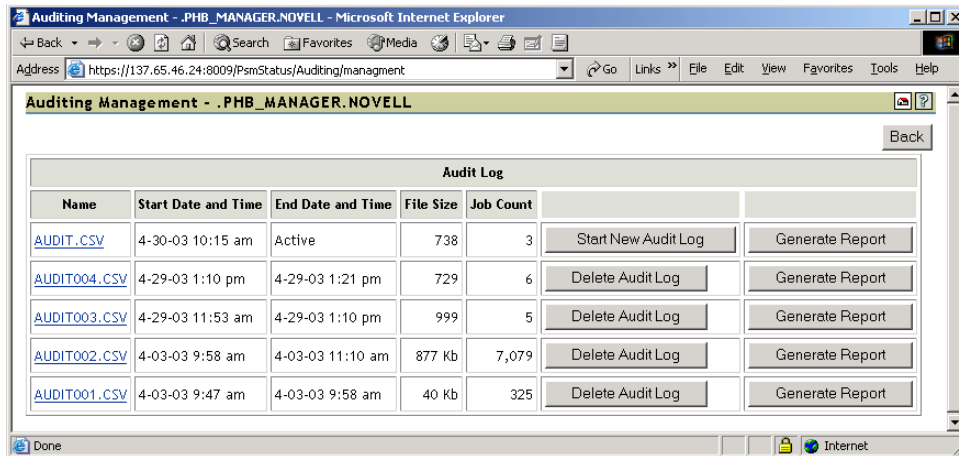 Auditing Management - .PHB_MANAGER.NOVELL - Microsoft Internet Explorer
Back Search Favorites Media
Address https://137.65.46.24:8009/PsmStatus/Auditing/managment Go Links » File Edit View Favorites Tools Help
Auditing Management - .PHB_MANAGER.NOVELL ?
Back
Audit Log
Name Start Date and Time End Date and Time File Size Job Count
AUDIT.CSV 4-30-03 10:15 am Active 738 3 Start New Audit Log Generate Report
AUDIT004.CSV 4-29-03 1:10 pm 4-29-03 1:21 pm 729 6 Delete Audit Log Generate Report
AUDIT003.CSV 4-29-03 11:53 am 4-29-03 1:10 pm 999 5 Delete Audit Log Generate Report
AUDIT002.CSV 4-03-03 9:58 am 4-03-03 11:10 am 877 Kb 7,079 Delete Audit Log Generate Report
AUDIT001.CSV 4-03-03 9:47 am 4-03-03 9:58 am 40 Kb 325 Delete Audit Log Generate Report
Done Internet